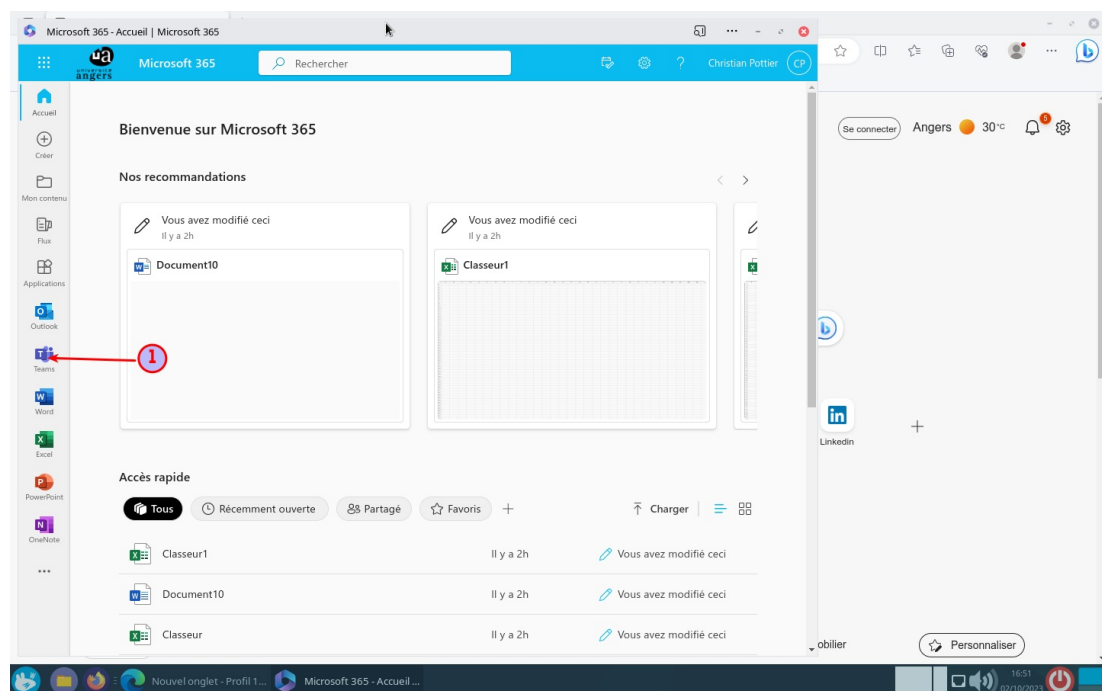 Microsoft 365 - Accueil | Microsoft 365
ua
université
angers
Microsoft 365
Rechercher
Christian Pottier
CP
Accueil
Créer
Mon contenu
Flux
Applications
Outlook
Teams
Word
Excel
PowerPoint
OneNote
Bienvenue sur Microsoft 365
Nos recommandations
Vous avez modifié ceci
Il y a 2h
Document10
Vous avez modifié ceci
Il y a 2h
Classeur1
1
Accès rapide
Tous
Récemment ouverte
Partagé
Favoris
Charger
Classeur1 Il y a 2h Vous avez modifié ceci
Document10 Il y a 2h Vous avez modifié ceci
Classeur Il y a 2h Vous avez modifié ceci
Se connecter
Angers 30 °C
5
in
Linkedin
obilier
Personnaliser
Nouvel onglet - Profil 1...
Microsoft 365 - Accueil ...
16:51
02/10/2023